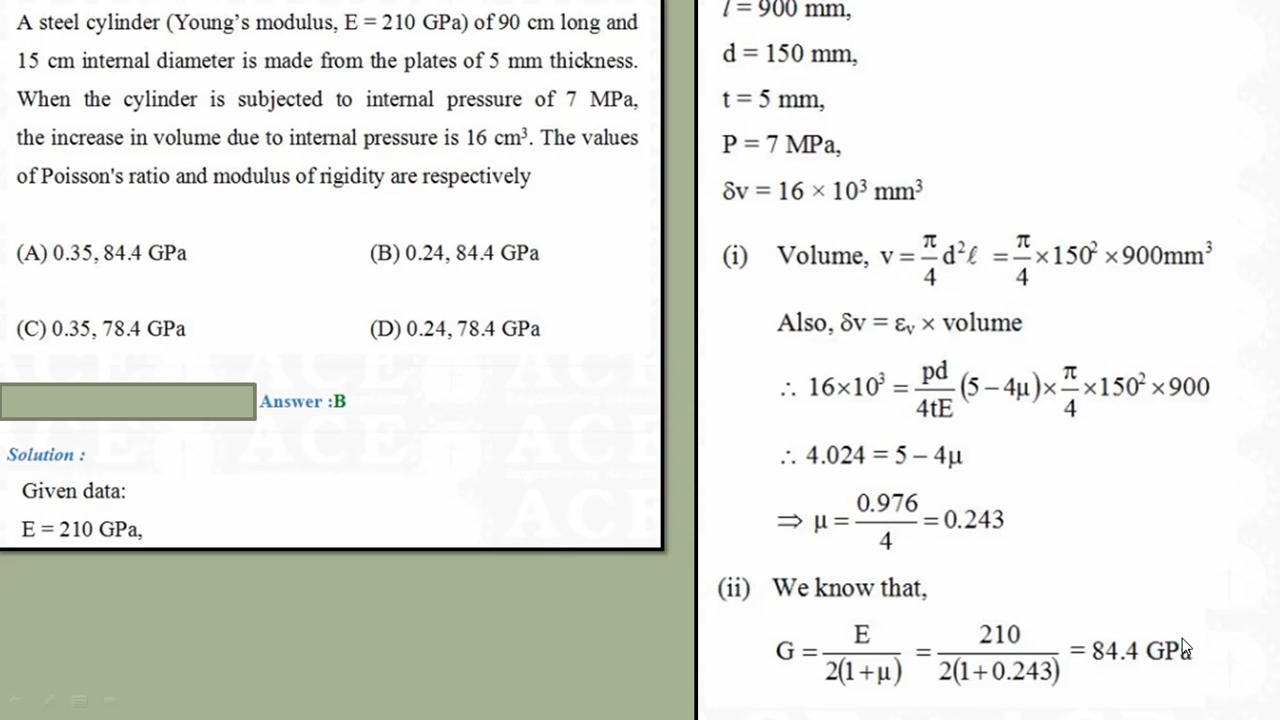 A steel cylinder (Young’s modulus, E = 210 GPa) of 90 cm long and
15 cm internal diameter is made from the plates of 5 mm thickness.
When the cylinder is subjected to internal pressure of 7 MPa,
the increase in volume due to internal pressure is 16 cm³. The values
of Poisson's ratio and modulus of rigidity are respectively
(A) 0.35, 84.4 GPa (B) 0.24, 84.4 GPa
(C) 0.35, 78.4 GPa (D) 0.24, 78.4 GPa
Answer :B
Solution :
Given data:
E = 210 GPa,
l = 900 mm,
d = 150 mm,
t = 5 mm,
P = 7 MPa,
δv = 16 × 10³ mm³
(i) Volume, v = π/4 d²ℓ = π/4 ×150² ×900mm³
Also, δv = εᵥ × volume
∴ 16×10³ = pd/4tE (5 − 4μ)× π/4 ×150² ×900
∴ 4.024 = 5 − 4μ
⇒ μ = 0.976/4 = 0.243
(ii) We know that,
G = E/2(1+μ) = 210/2(1+0.243) = 84.4 GPa
ACE ACE ACE
ACE ACE ACE
ACE